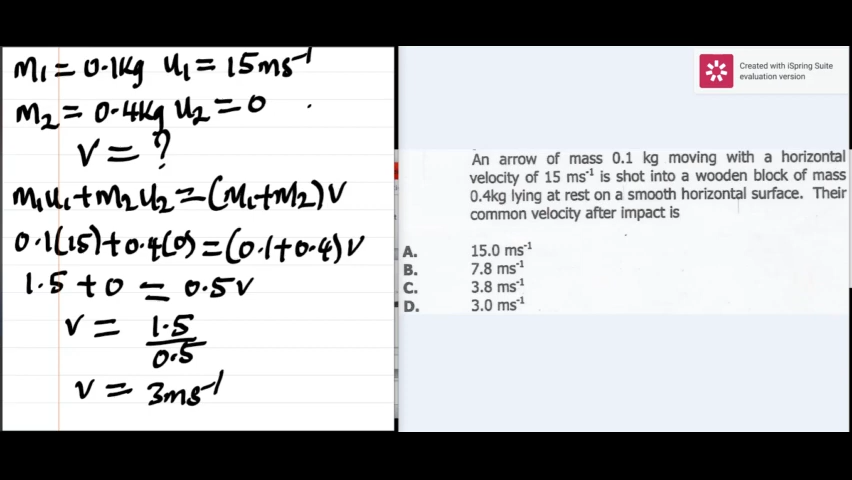 m₁ = 0.1kg u₁ = 15ms⁻¹
m₂ = 0.4kg u₂ = 0
v = ?
m₁u₁+m₂u₂=(m₁+m₂)v
0.1(15)+0.4(0)=(0.1+0.4)v
1.5 + 0 = 0.5v
v = 1.5
0.5
v = 3ms⁻¹
Created with iSpring Suite
evaluation version
An arrow of mass 0.1 kg moving with a horizontal
velocity of 15 ms⁻¹ is shot into a wooden block of mass
0.4kg lying at rest on a smooth horizontal surface. Their
common velocity after impact is
A. 15.0 ms⁻¹
B. 7.8 ms⁻¹
C. 3.8 ms⁻¹
D. 3.0 ms⁻¹